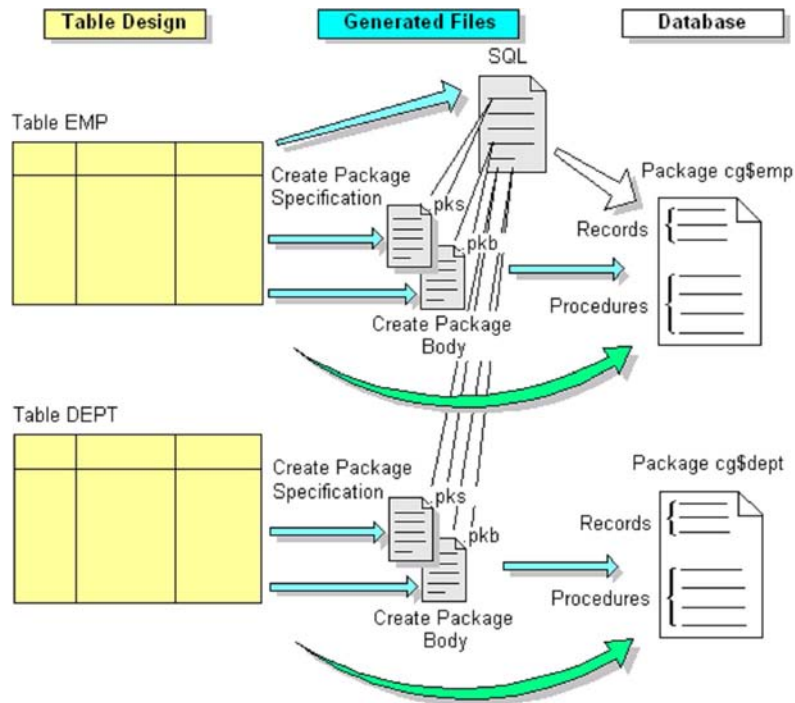 Table Design
Generated Files
Database
SQL
Table EMP
Create Package
Specification
.pks
.pkb
Create Package
Body
Package cg$emp
Records
Procedures
Table DEPT
Create Package
Specification
.pks
.pkb
Create Package
Body
Package cg$dept
Records
Procedures